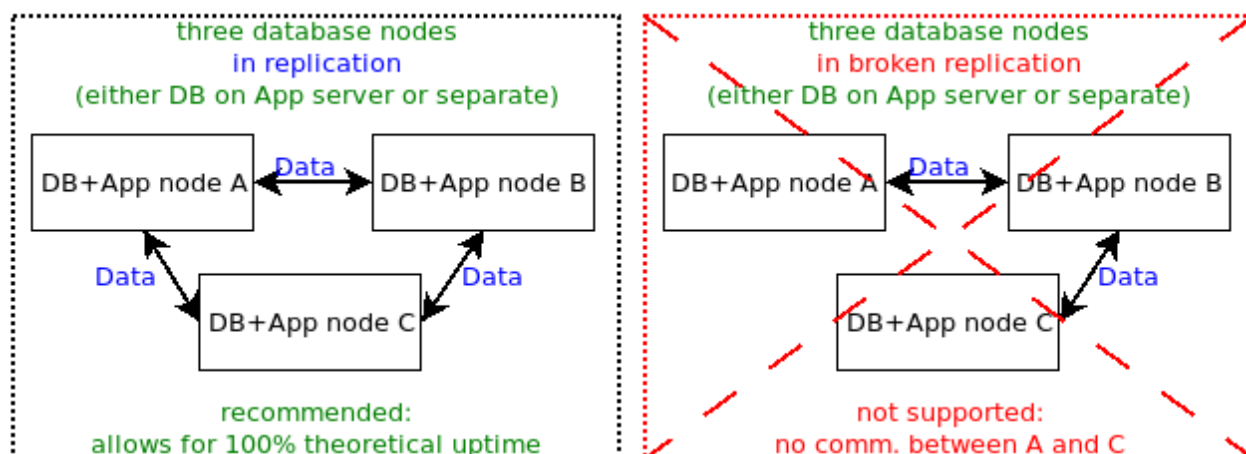 three database nodes
in replication
(either DB on App server or separate)
DB+App node A
Data
DB+App node B
Data
Data
DB+App node C
recommended:
allows for 100% theoretical uptime
three database nodes
in broken replication
(either DB on App server or separate)
DB+App node A
Data
DB+App node B
Data
DB+App node C
not supported:
no comm. between A and C